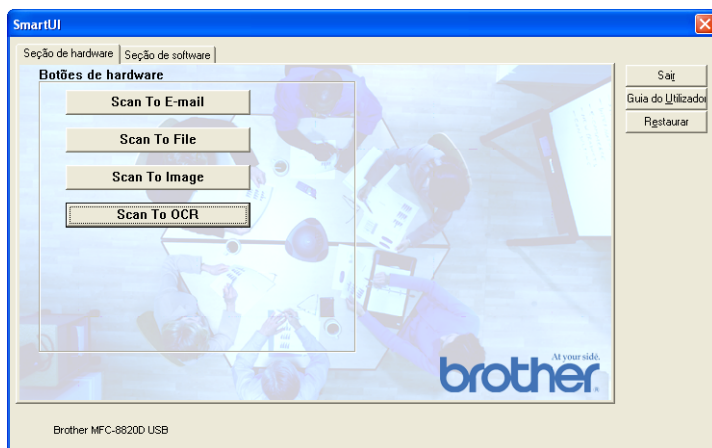 SmartUI
Seção de hardware
Seção de software
Botões de hardware
Scan To E-mail
Scan To File
Scan To Image
Scan To OCR
Sair
Guia do Utilizador
Restaurar
At your side.
brother
Brother MFC-8820D USB